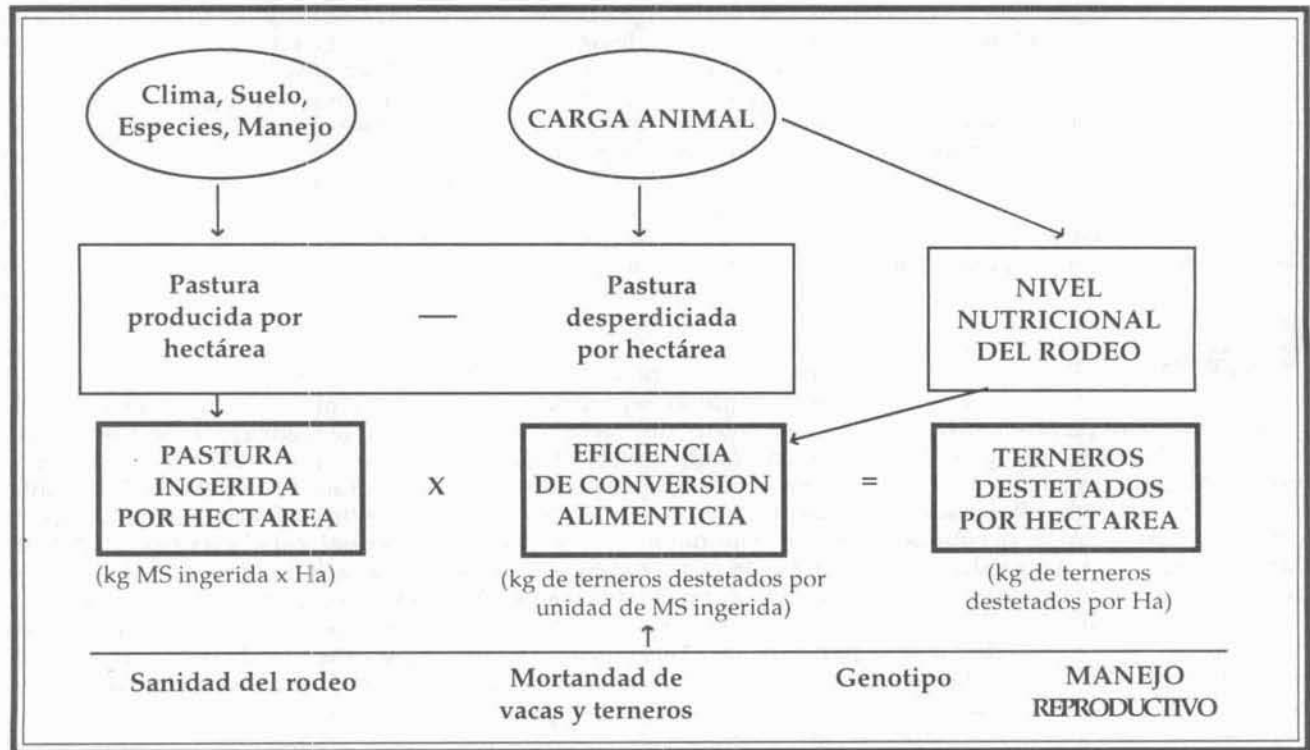 Clima, Suelo,
Especies, Manejo
CARGA ANIMAL
Pastura
producida por
hectárea
—
Pastura
desperdiciada
por hectárea
NIVEL
NUTRICIONAL
DEL RODEO
PASTURA
INGERIDA
POR HECTAREA
(kg MS ingerida x Ha)
X
EFICIENCIA
DE CONVERSION
ALIMENTICIA
(kg de terneros destetados por
unidad de MS ingerida)
=
TERNEROS
DESTETADOS
POR HECTAREA
(kg de terneros
destetados por Ha)
Sanidad del rodeo
Mortandad de
vacas y terneros
Genotipo
MANEJO
REPRODUCTIVO